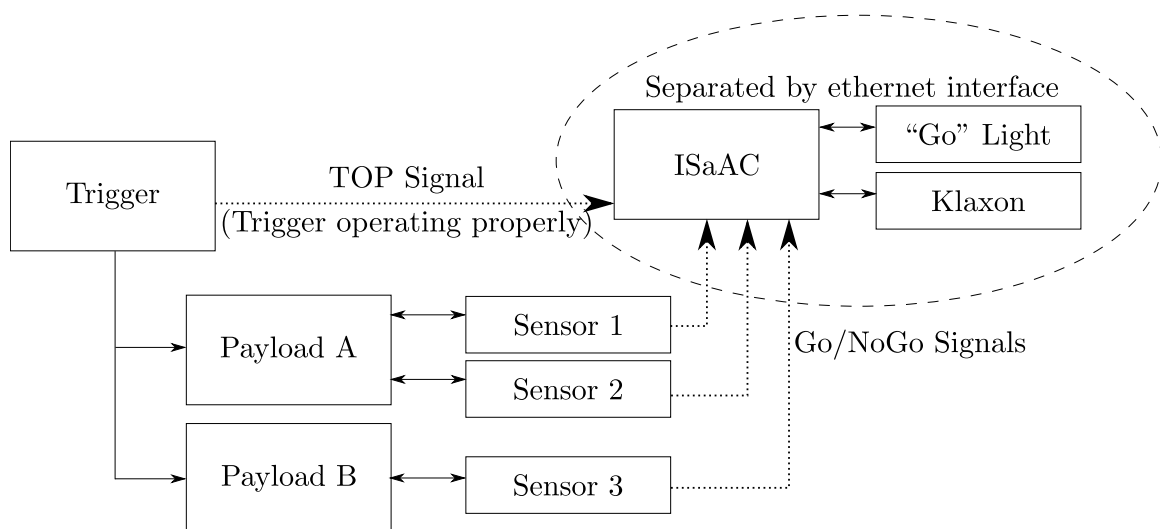 Separated by ethernet interface
Trigger
TOP Signal
(Trigger operating properly)
ISaAC
“Go” Light
Klaxon
Payload A
Sensor 1
Sensor 2
Go/NoGo Signals
Payload B
Sensor 3